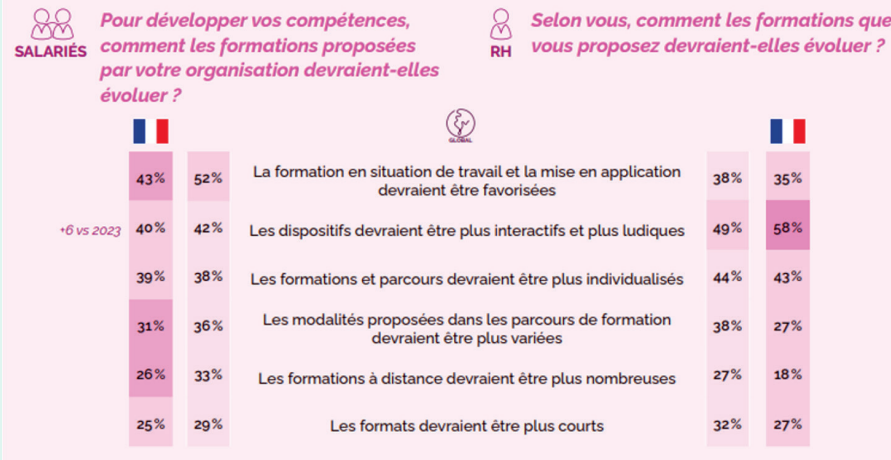 SALARIÉS
Pour développer vos compétences,
comment les formations proposées
par votre organisation devraient-elles
évoluer ?
RH
Selon vous, comment les formations que
vous proposez devraient-elles évoluer ?
GLOBAL
43% 52% La formation en situation de travail et la mise en application 38% 35%
devraient être favorisées
+6 vs 2023 40% 42% Les dispositifs devraient être plus interactifs et plus ludiques 49% 58%
39% 38% Les formations et parcours devraient être plus individualisés 44% 43%
31% 36% Les modalités proposées dans les parcours de formation 38% 27%
devraient être plus variées
26% 33% Les formations à distance devraient être plus nombreuses 27% 18%
25% 29% Les formats devraient être plus courts 32% 27%